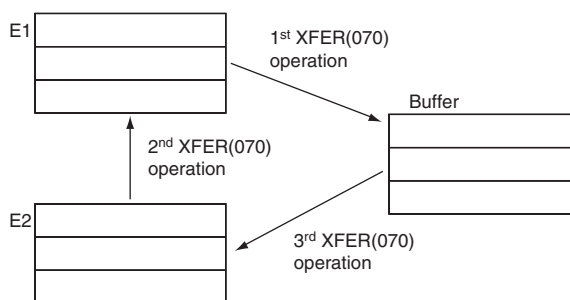 E1
1st XFER(070)
operation
Buffer
2nd XFER(070)
operation
E2
3rd XFER(070)
operation